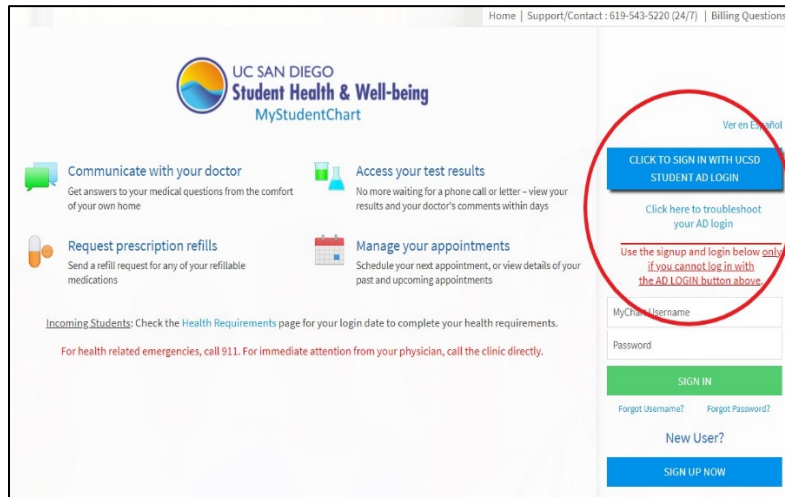 Home | Support/Contact : 619-543-5220 (24/7) | Billing Questions
UC SAN DIEGO
Student Health & Well-being
MyStudentChart
Communicate with your doctor
Get answers to your medical questions from the comfort
of your own home
Access your test results
No more waiting for a phone call or letter – view your
results and your doctor's comments within days
Request prescription refills
Send a refill request for any of your refillable
medications
Manage your appointments
Schedule your next appointment, or view details of your
past and upcoming appointments
Incoming Students: Check the Health Requirements page for your login date to complete your health requirements.
For health related emergencies, call 911. For immediate attention from your physician, call the clinic directly.
Ver en Español
CLICK TO SIGN IN WITH UCSD
STUDENT AD LOGIN
Click here to troubleshoot
your AD login
Use the signup and login below only
if you cannot log in with
the AD LOGIN button above.
MyChart Username
Password
SIGN IN
Forgot Username? Forgot Password?
New User?
SIGN UP NOW